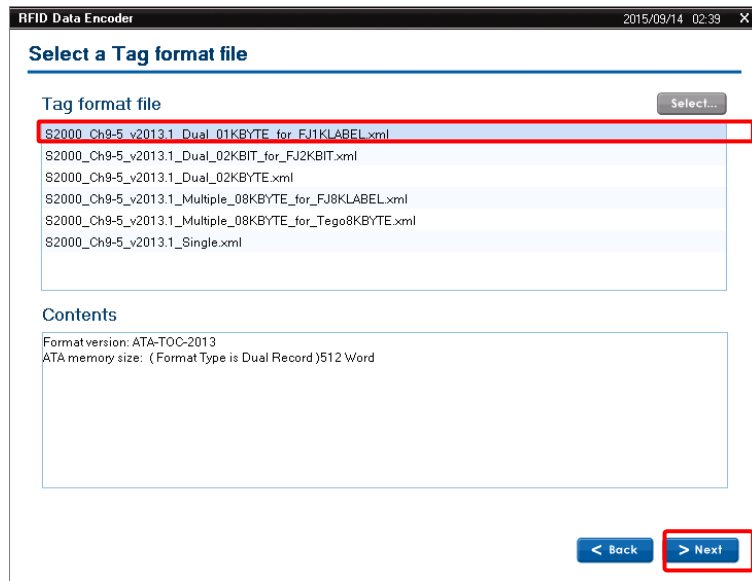 RFID Data Encoder 2015/09/14 02:39 X
Select a Tag format file
Tag format file Select...
S2000_Ch9-5_v2013.1_Dual_01KBYTE_for_FJ1KLABEL.xml
S2000_Ch9-5_v2013.1_Dual_02KBIT_for_FJ2KBIT.xml
S2000_Ch9-5_v2013.1_Dual_02KBYTE.xml
S2000_Ch9-5_v2013.1_Multiple_08KBYTE_for_FJ8KLABEL.xml
S2000_Ch9-5_v2013.1_Multiple_08KBYTE_for_Tego8KBYTE.xml
S2000_Ch9-5_v2013.1_Single.xml
Contents
Format version: ATA-TOC-2013
ATA memory size: ( Format Type is Dual Record )512 Word
< Back > Next